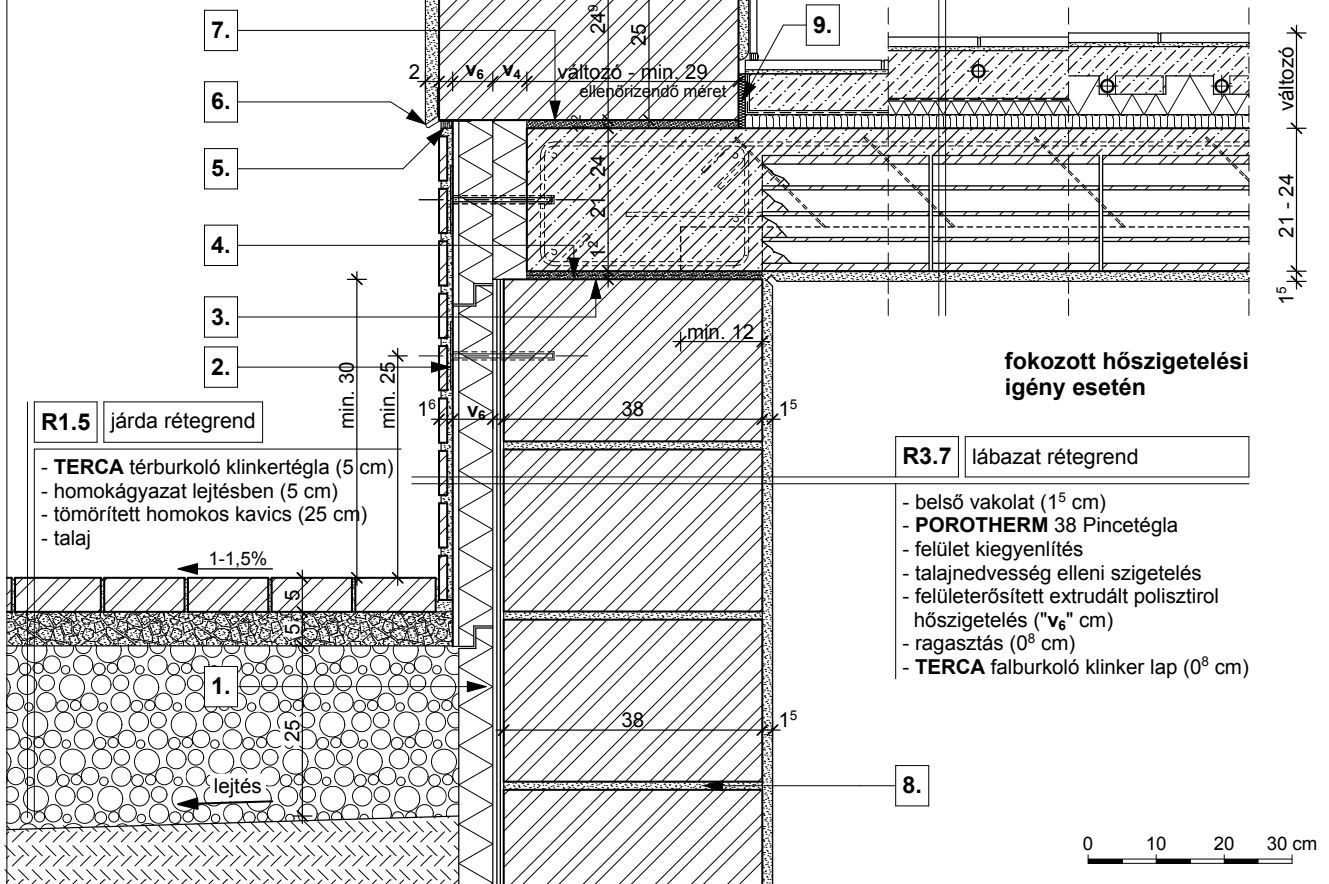 7.
6.
5.
4.
3.
2.
9.
24⁹
25
2
v₆
v₄
változó - min. 29
ellenőrizendő méret
1²
21 - 24
1²
változó
21 - 24
1⁵
min. 12
fokozott hőszigetelési
igény esetén
min. 30
min. 25
1⁶
v₆
38
1⁵
R1.5 járda rétegrend
- TERCA térburkoló klinkertégla (5 cm)
- homokágyazat lejtésben (5 cm)
- tömörített homokos kavics (25 cm)
- talaj
1-1,5%
5
5
25
lejtés
1.
R3.7 lábazat rétegrend
- belső vakolat (1⁵ cm)
- POROTHERM 38 Pincetégla
- felület kiegyenlítés
- talajnedvesség elleni szigetelés
- felületerősített extrudált polisztirol
hőszigetelés ("v₆" cm)
- ragasztás (0⁸ cm)
- TERCA falburkoló klinker lap (0⁸ cm)
38
1⁵
8.
0 10 20 30 cm